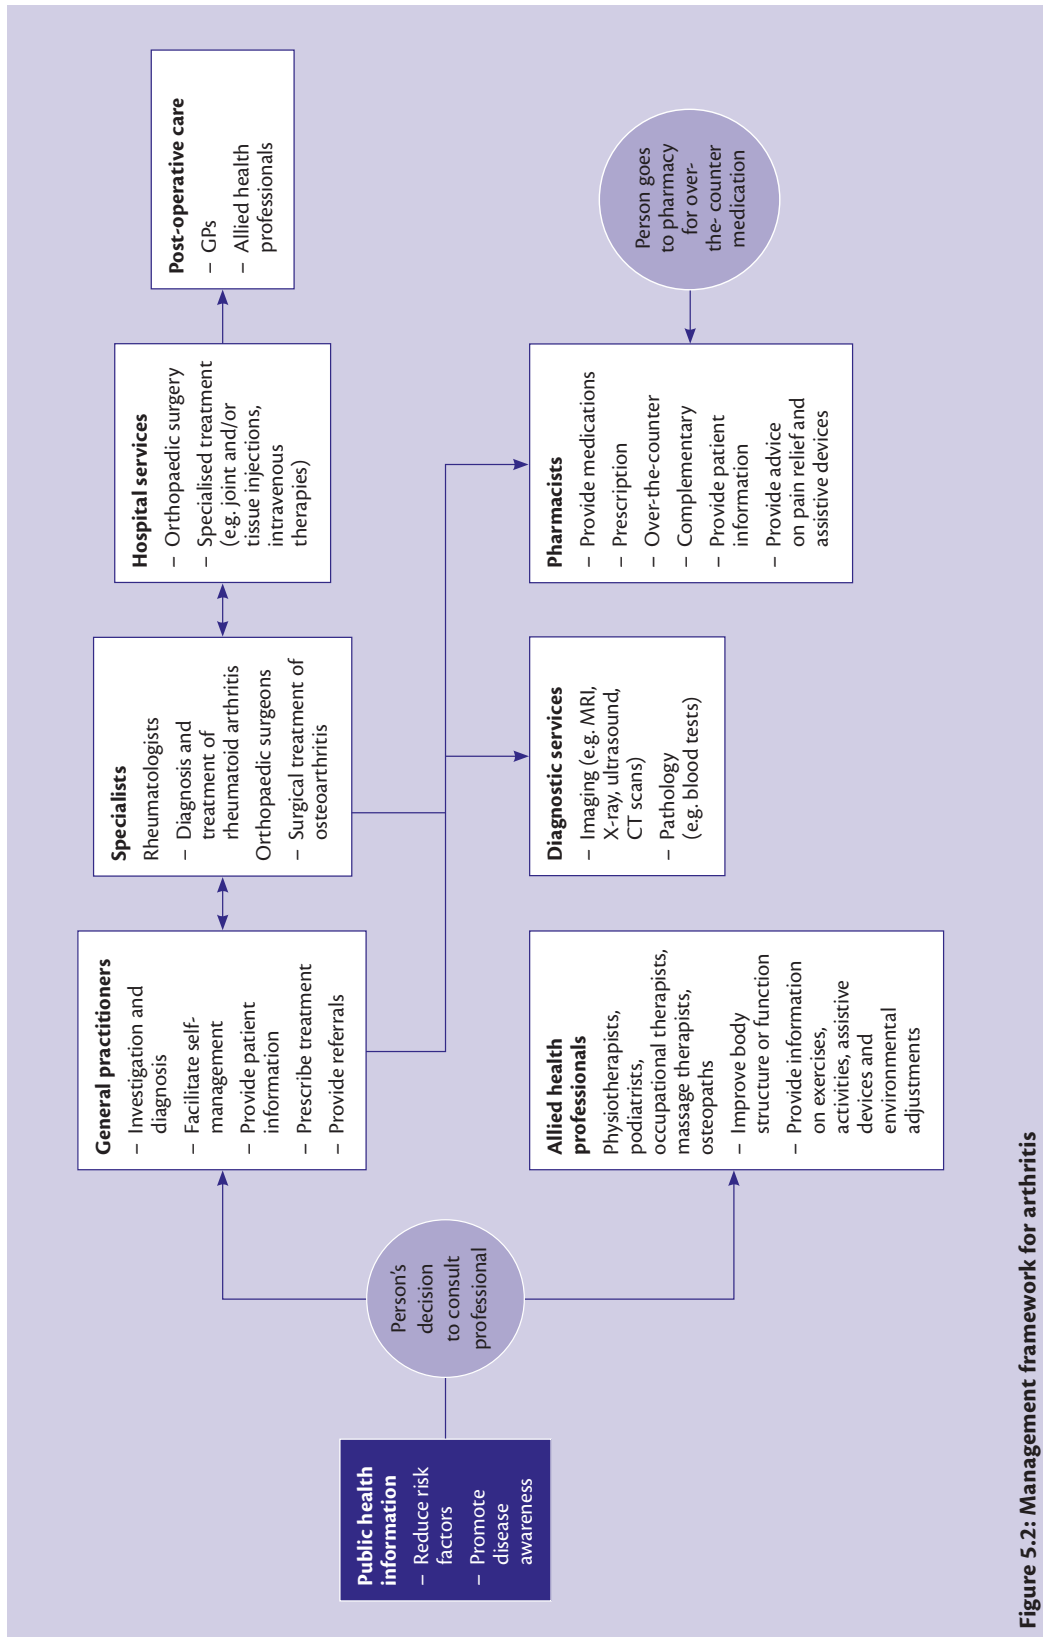 Public health
information
– Reduce risk
factors
– Promote
disease
awareness
Person's
decision
to consult
professional
General practitioners
– Investigation and
diagnosis
– Facilitate self-
management
– Provide patient
information
– Prescribe treatment
– Provide referrals
Specialists
Rheumatologists
– Diagnosis and
treatment of
rheumatoid arthritis
Orthopaedic surgeons
– Surgical treatment of
osteoarthritis
Hospital services
– Orthopaedic surgery
– Specialised treatment
(e.g. joint and/or
tissue injections,
intravenous
therapies)
Post-operative care
– GPs
– Allied health
professionals
Allied health
professionals
Physiotherapists,
podiatrists,
occupational therapists,
massage therapists,
osteopaths
– Improve body
structure or function
– Provide information
on exercises,
activities, assistive
devices and
environmental
adjustments
Diagnostic services
– Imaging (e.g. MRI,
X-ray, ultrasound,
CT scans)
– Pathology
(e.g. blood tests)
Pharmacists
– Provide medications
– Prescription
– Over-the-counter
– Complementary
– Provide patient
information
– Provide advice
on pain relief and
assistive devices
Person goes
to pharmacy
for over-
the- counter
medication
Figure 5.2: Management framework for arthritis